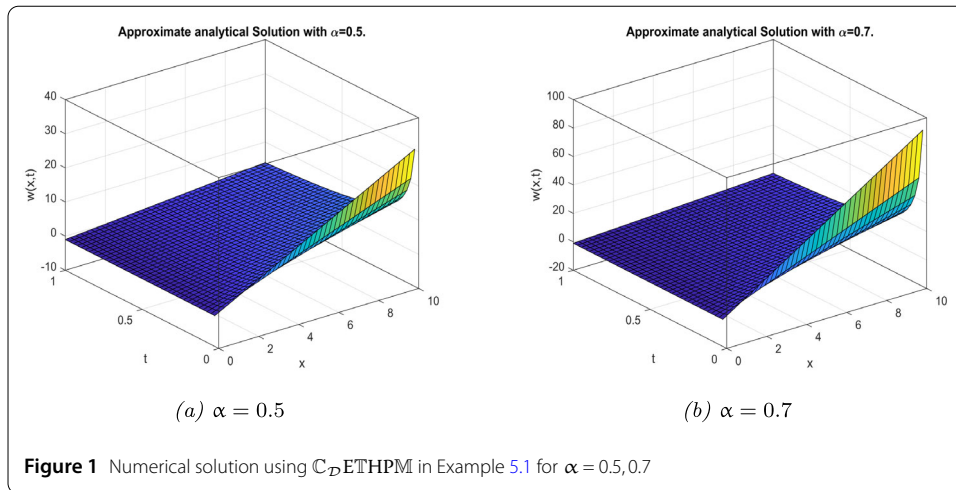 Approximate analytical Solution with α=0.5.
40
30
20
10
0
-10
w(x,t)
1
0.5
0
t
0
2
4
6
8
10
x
(a) α = 0.5
Approximate analytical Solution with α=0.7.
100
80
60
40
20
0
-20
w(x,t)
1
0.5
0
t
0
2
4
6
8
10
x
(b) α = 0.7
Figure 1 Numerical solution using ℂ𝒟E𝕋HP𝕄 in Example 5.1 for α = 0.5, 0.7